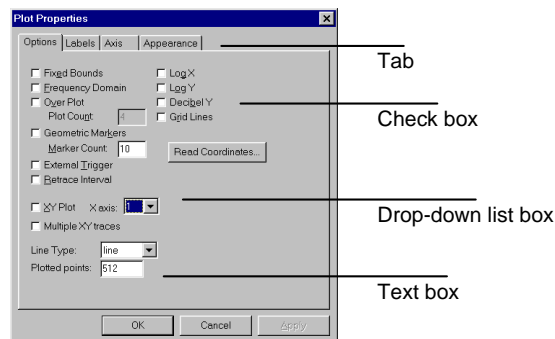 Plot Properties
Options Labels Axis Appearance
Tab
Fixed Bounds
Log X
Frequency Domain
Log Y
Over Plot
Decibel Y
Check box
Plot Count: 4
Grid Lines
Geometric Markers
Marker Count: 10
Read Coordinates...
External Trigger
Retrace Interval
XY Plot X axis: 1
Drop-down list box
Multiple XY traces
Line Type: line
Plotted points: 512
Text box
OK Cancel Apply